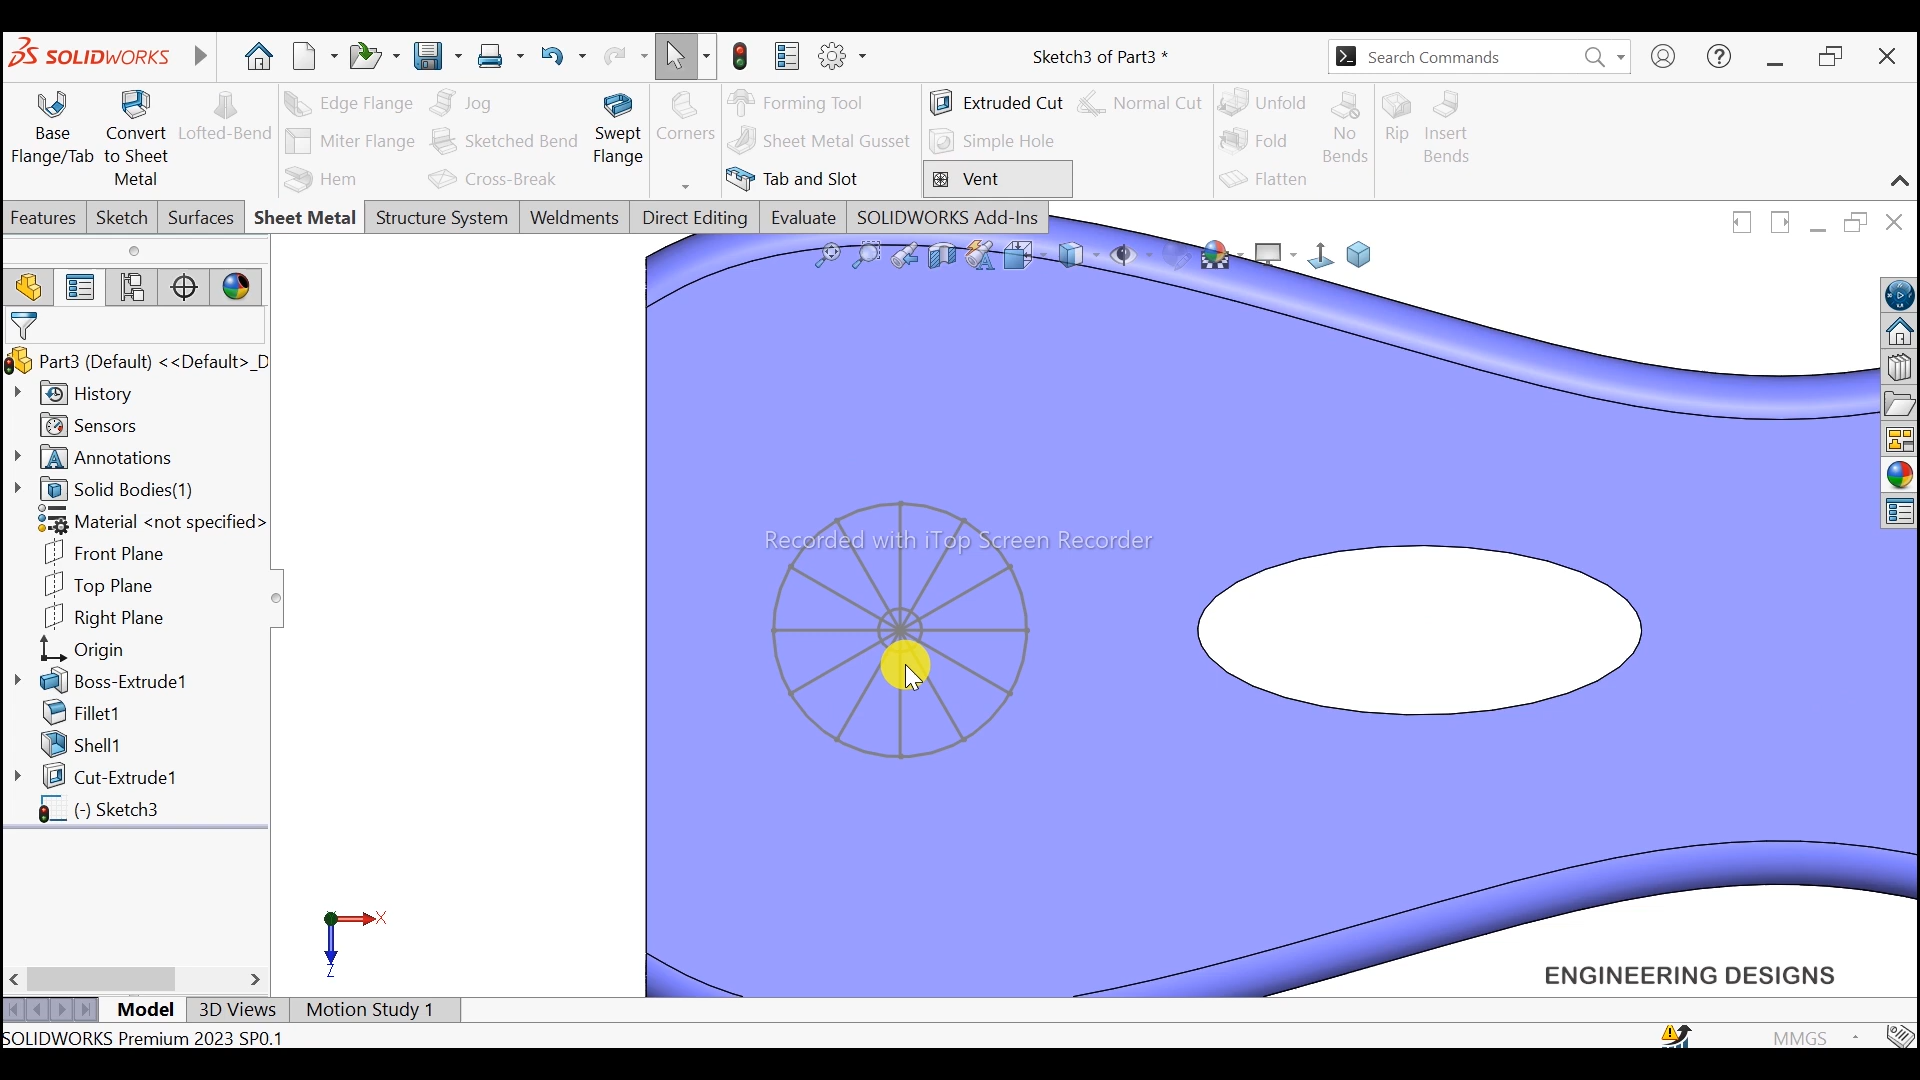 SOLIDWORKS
Sketch3 of Part3 *
Search Commands
Base Flange/Tab
Convert to Sheet Metal
Lofted-Bend
Edge Flange
Miter Flange
Hem
Jog
Sketched Bend
Cross-Break
Swept Flange
Corners
Forming Tool
Sheet Metal Gusset
Tab and Slot
Extruded Cut
Simple Hole
Vent
Normal Cut
Unfold
Fold
Flatten
No Bends
Rip
Insert Bends
Features
Sketch
Surfaces
Sheet Metal
Structure System
Weldments
Direct Editing
Evaluate
SOLIDWORKS Add-Ins
Part3 (Default) <<Default>_D
History
Sensors
Annotations
Solid Bodies(1)
Material <not specified>
Front Plane
Top Plane
Right Plane
Origin
Boss-Extrude1
Fillet1
Shell1
Cut-Extrude1
(-) Sketch3
Recorded with iTop Screen Recorder
X
Z
ENGINEERING DESIGNS
Model
3D Views
Motion Study 1
SOLIDWORKS Premium 2023 SP0.1
MMGS